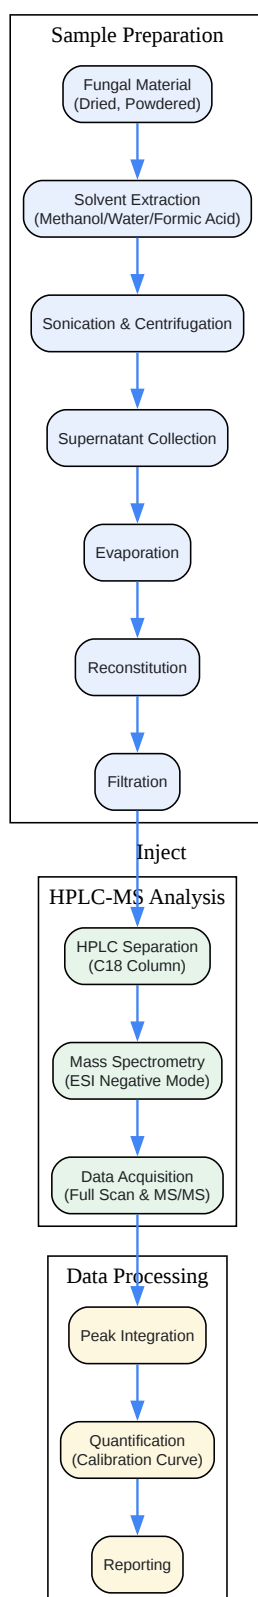 Sample Preparation
Fungal Material
(Dried, Powdered)
Solvent Extraction
(Methanol/Water/Formic Acid)
Sonication & Centrifugation
Supernatant Collection
Evaporation
Reconstitution
Filtration
Inject
HPLC-MS Analysis
HPLC Separation
(C18 Column)
Mass Spectrometry
(ESI Negative Mode)
Data Acquisition
(Full Scan & MS/MS)
Data Processing
Peak Integration
Quantification
(Calibration Curve)
Reporting